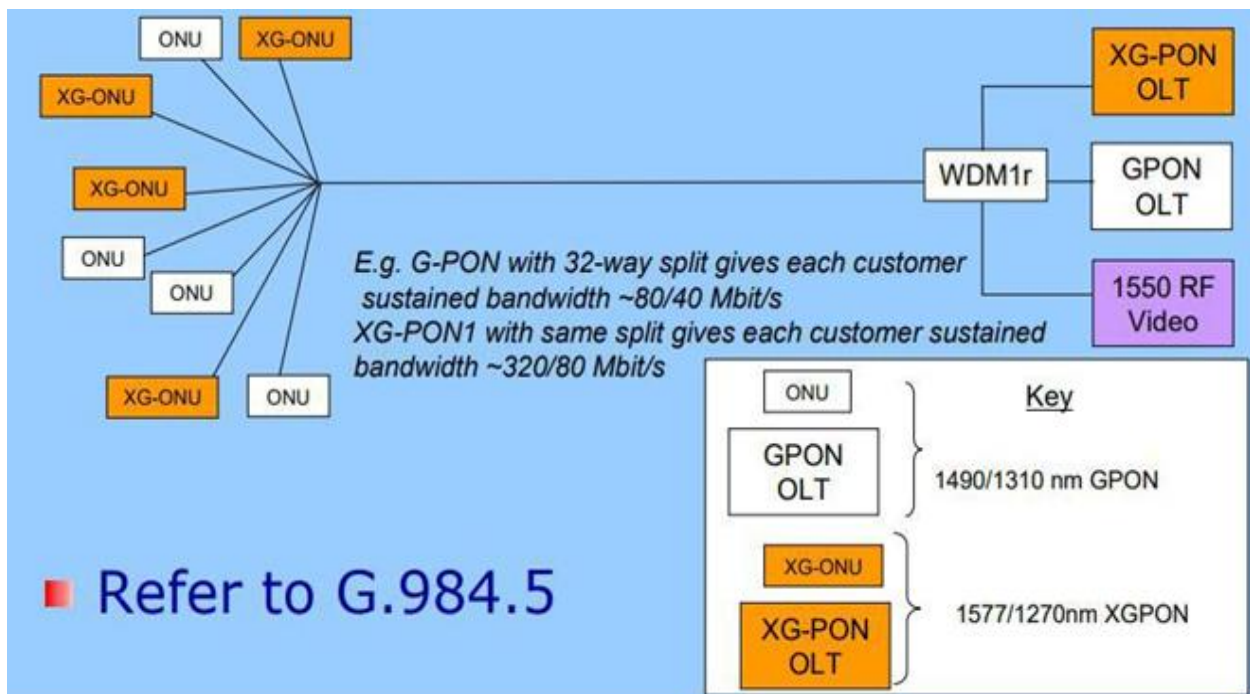 ONU
XG-ONU
XG-ONU
XG-ONU
ONU
ONU
XG-ONU
ONU
WDM1r
XG-PON
OLT
GPON
OLT
1550 RF
Video
E.g. G-PON with 32-way split gives each customer
sustained bandwidth ~80/40 Mbit/s
XG-PON1 with same split gives each customer sustained
bandwidth ~320/80 Mbit/s
Key
ONU
GPON
OLT
1490/1310 nm GPON
XG-ONU
XG-PON
OLT
1577/1270nm XGPON
Refer to G.984.5